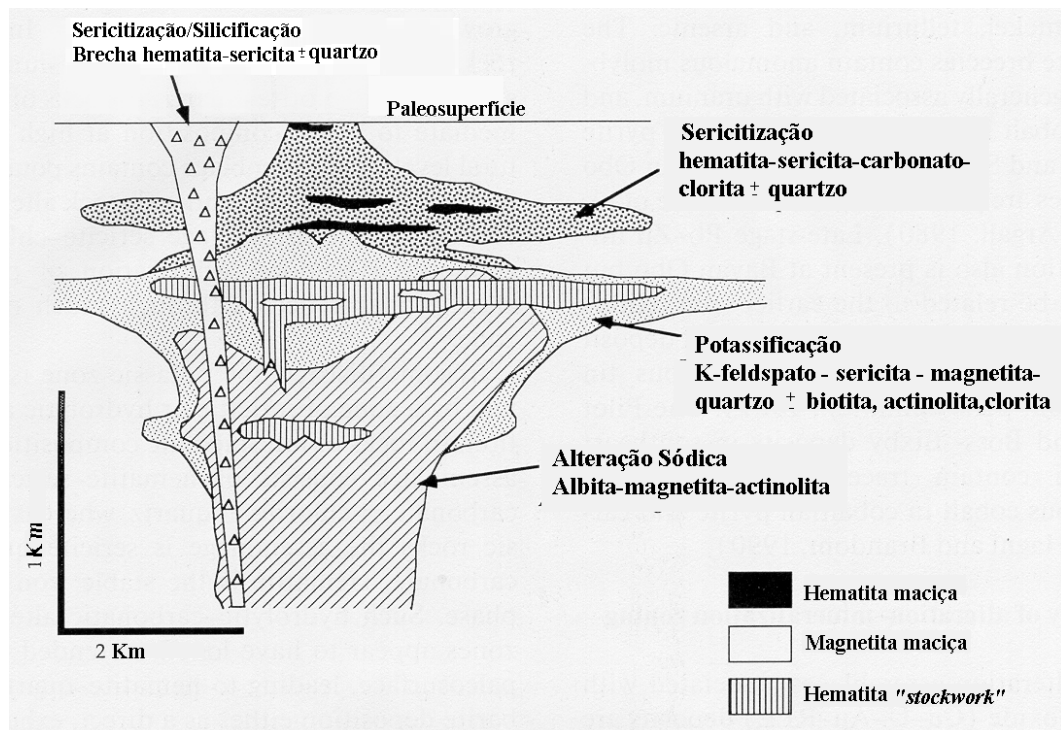 Sericitização/Silicificação
Brecha hematita-sericita ± quartzo
Paleosuperfície
Sericitização
hematita-sericita-carbonato-
clorita ± quartzo
Potassificação
K-feldspato - sericita - magnetita-
quartzo ± biotita, actinolita,clorita
Alteração Sódica
Albita-magnetita-actinolita
1Km
2 Km
Hematita maciça
Magnetita maciça
Hematita "stockwork"